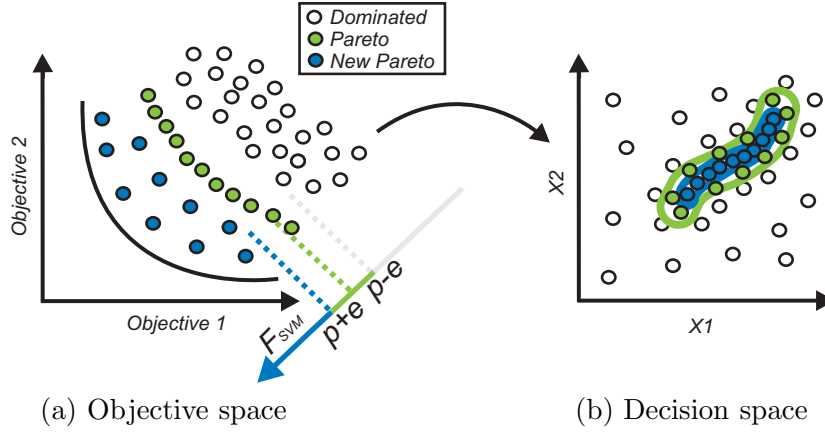 Dominated
Pareto
New Pareto
Objective 2
Objective 1
F_SVM
p+e
p-e
X2
X1
(a) Objective space
(b) Decision space